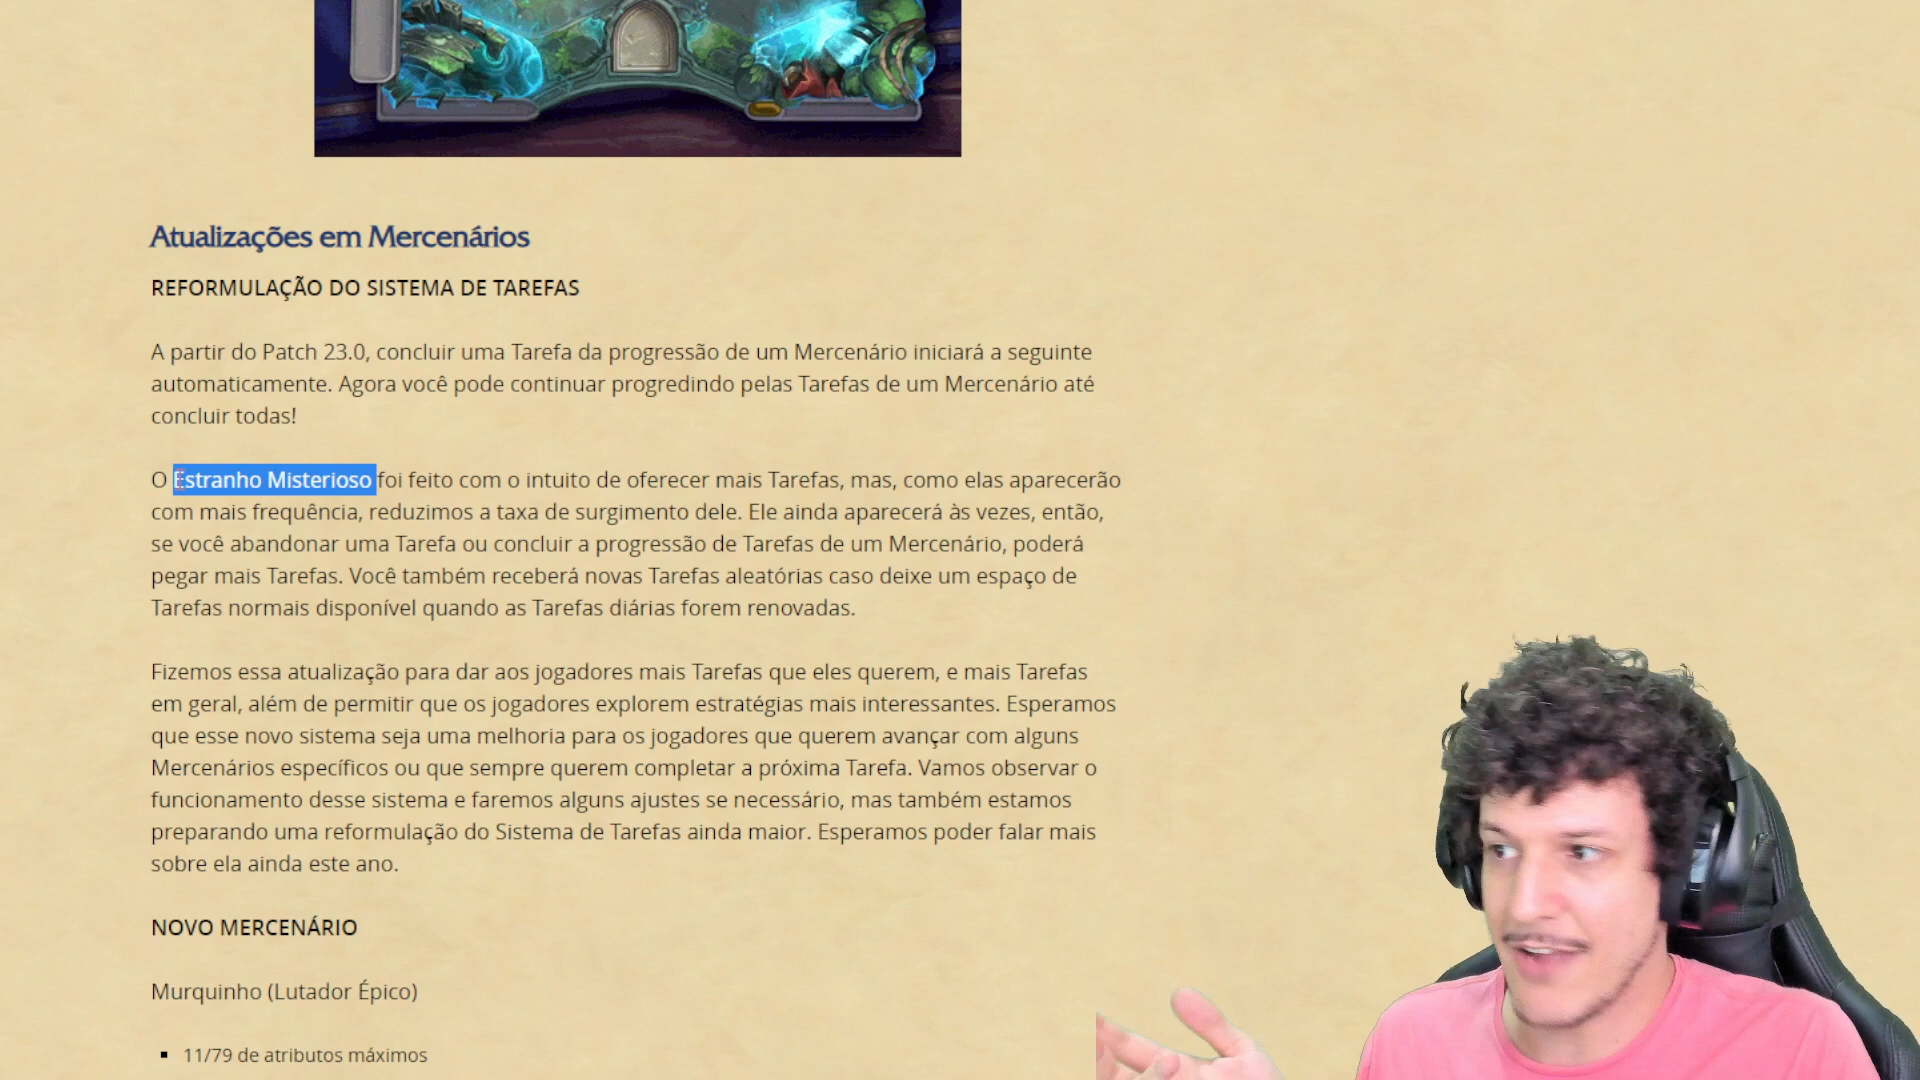 Atualizações em Mercenários
REFORMULAÇÃO DO SISTEMA DE TAREFAS
A partir do Patch 23.0, concluir uma Tarefa da progressão de um Mercenário iniciará a seguinte
automaticamente. Agora você pode continuar progredindo pelas Tarefas de um Mercenário até
concluir todas!
O Estranho Misterioso foi feito com o intuito de oferecer mais Tarefas, mas, como elas aparecerão
com mais frequência, reduzimos a taxa de surgimento dele. Ele ainda aparecerá às vezes, então,
se você abandonar uma Tarefa ou concluir a progressão de Tarefas de um Mercenário, poderá
pegar mais Tarefas. Você também receberá novas Tarefas aleatórias caso deixe um espaço de
Tarefas normais disponível quando as Tarefas diárias forem renovadas.
Fizemos essa atualização para dar aos jogadores mais Tarefas que eles querem, e mais Tarefas
em geral, além de permitir que os jogadores explorem estratégias mais interessantes. Esperamos
que esse novo sistema seja uma melhoria para os jogadores que querem avançar com alguns
Mercenários específicos ou que sempre querem completar a próxima Tarefa. Vamos observar o
funcionamento desse sistema e faremos alguns ajustes se necessário, mas também estamos
preparando uma reformulação do Sistema de Tarefas ainda maior. Esperamos poder falar mais
sobre ela ainda este ano.
NOVO MERCENÁRIO
Murquinho (Lutador Épico)
▪ 11/79 de atributos máximos